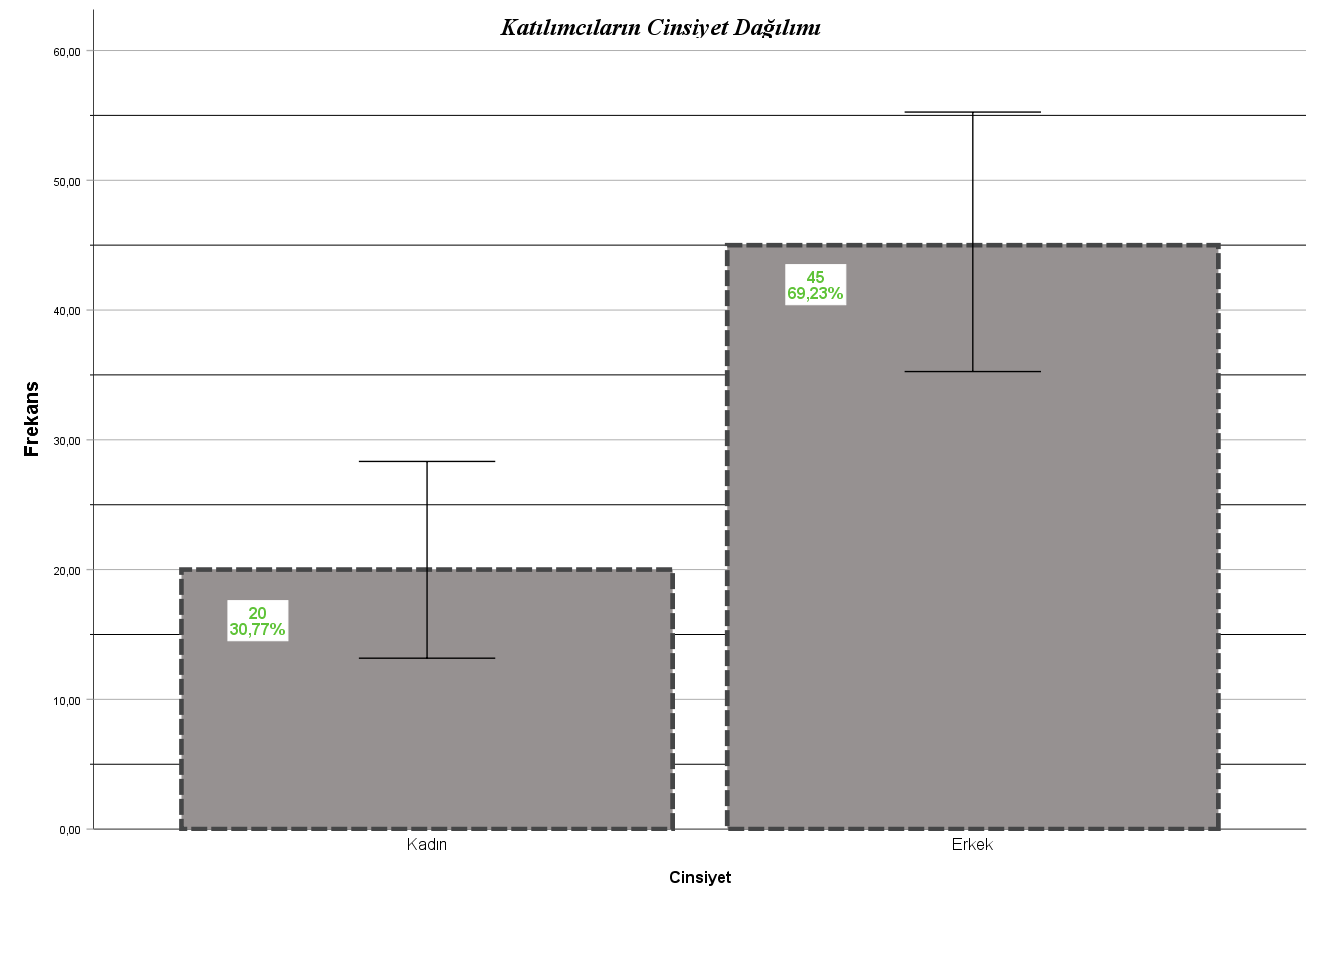 Katılımcıların Cinsiyet Dağılımı
60,00
50,00
40,00
30,00
20,00
10,00
0,00
Frekans
45
69,23%
20
30,77%
Kadın
Erkek
Cinsiyet